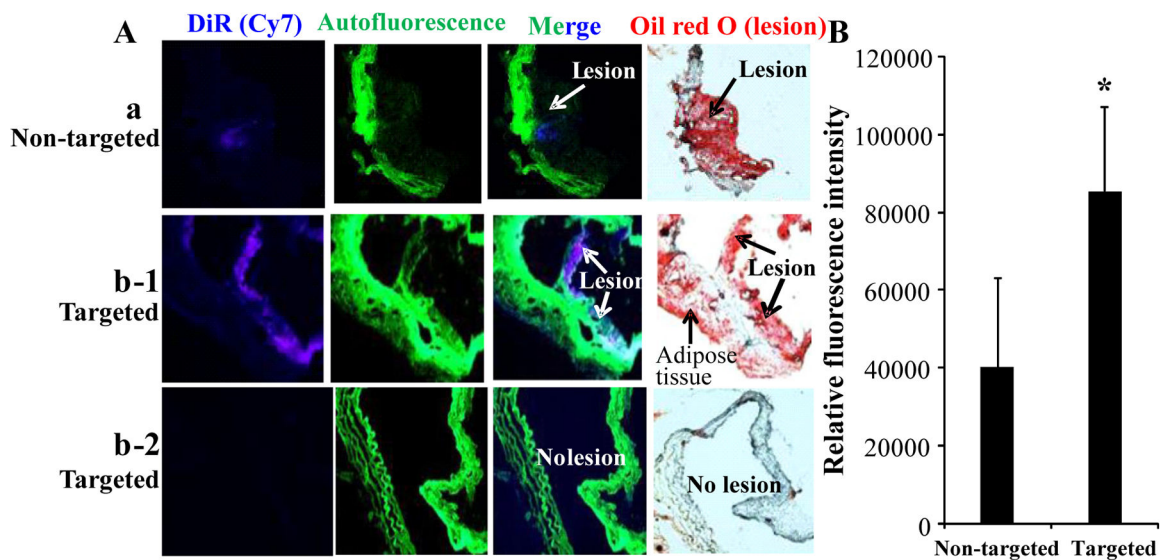 A
DiR (Cy7)
Autofluorescence
Merge
Oil red O (lesion)
a
Non-targeted
Lesion
Lesion
b-1
Targeted
Lesion
Lesion
Adipose
tissue
b-2
Targeted
Nolesion
No lesion
B
Relative fluorescence intensity
120000
100000
80000
60000
40000
20000
0
*
Non-targeted
Targeted